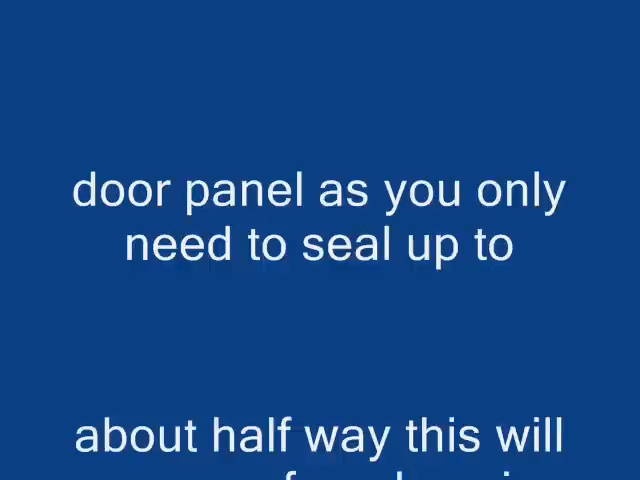 door panel as you only
need to seal up to
about half way this will